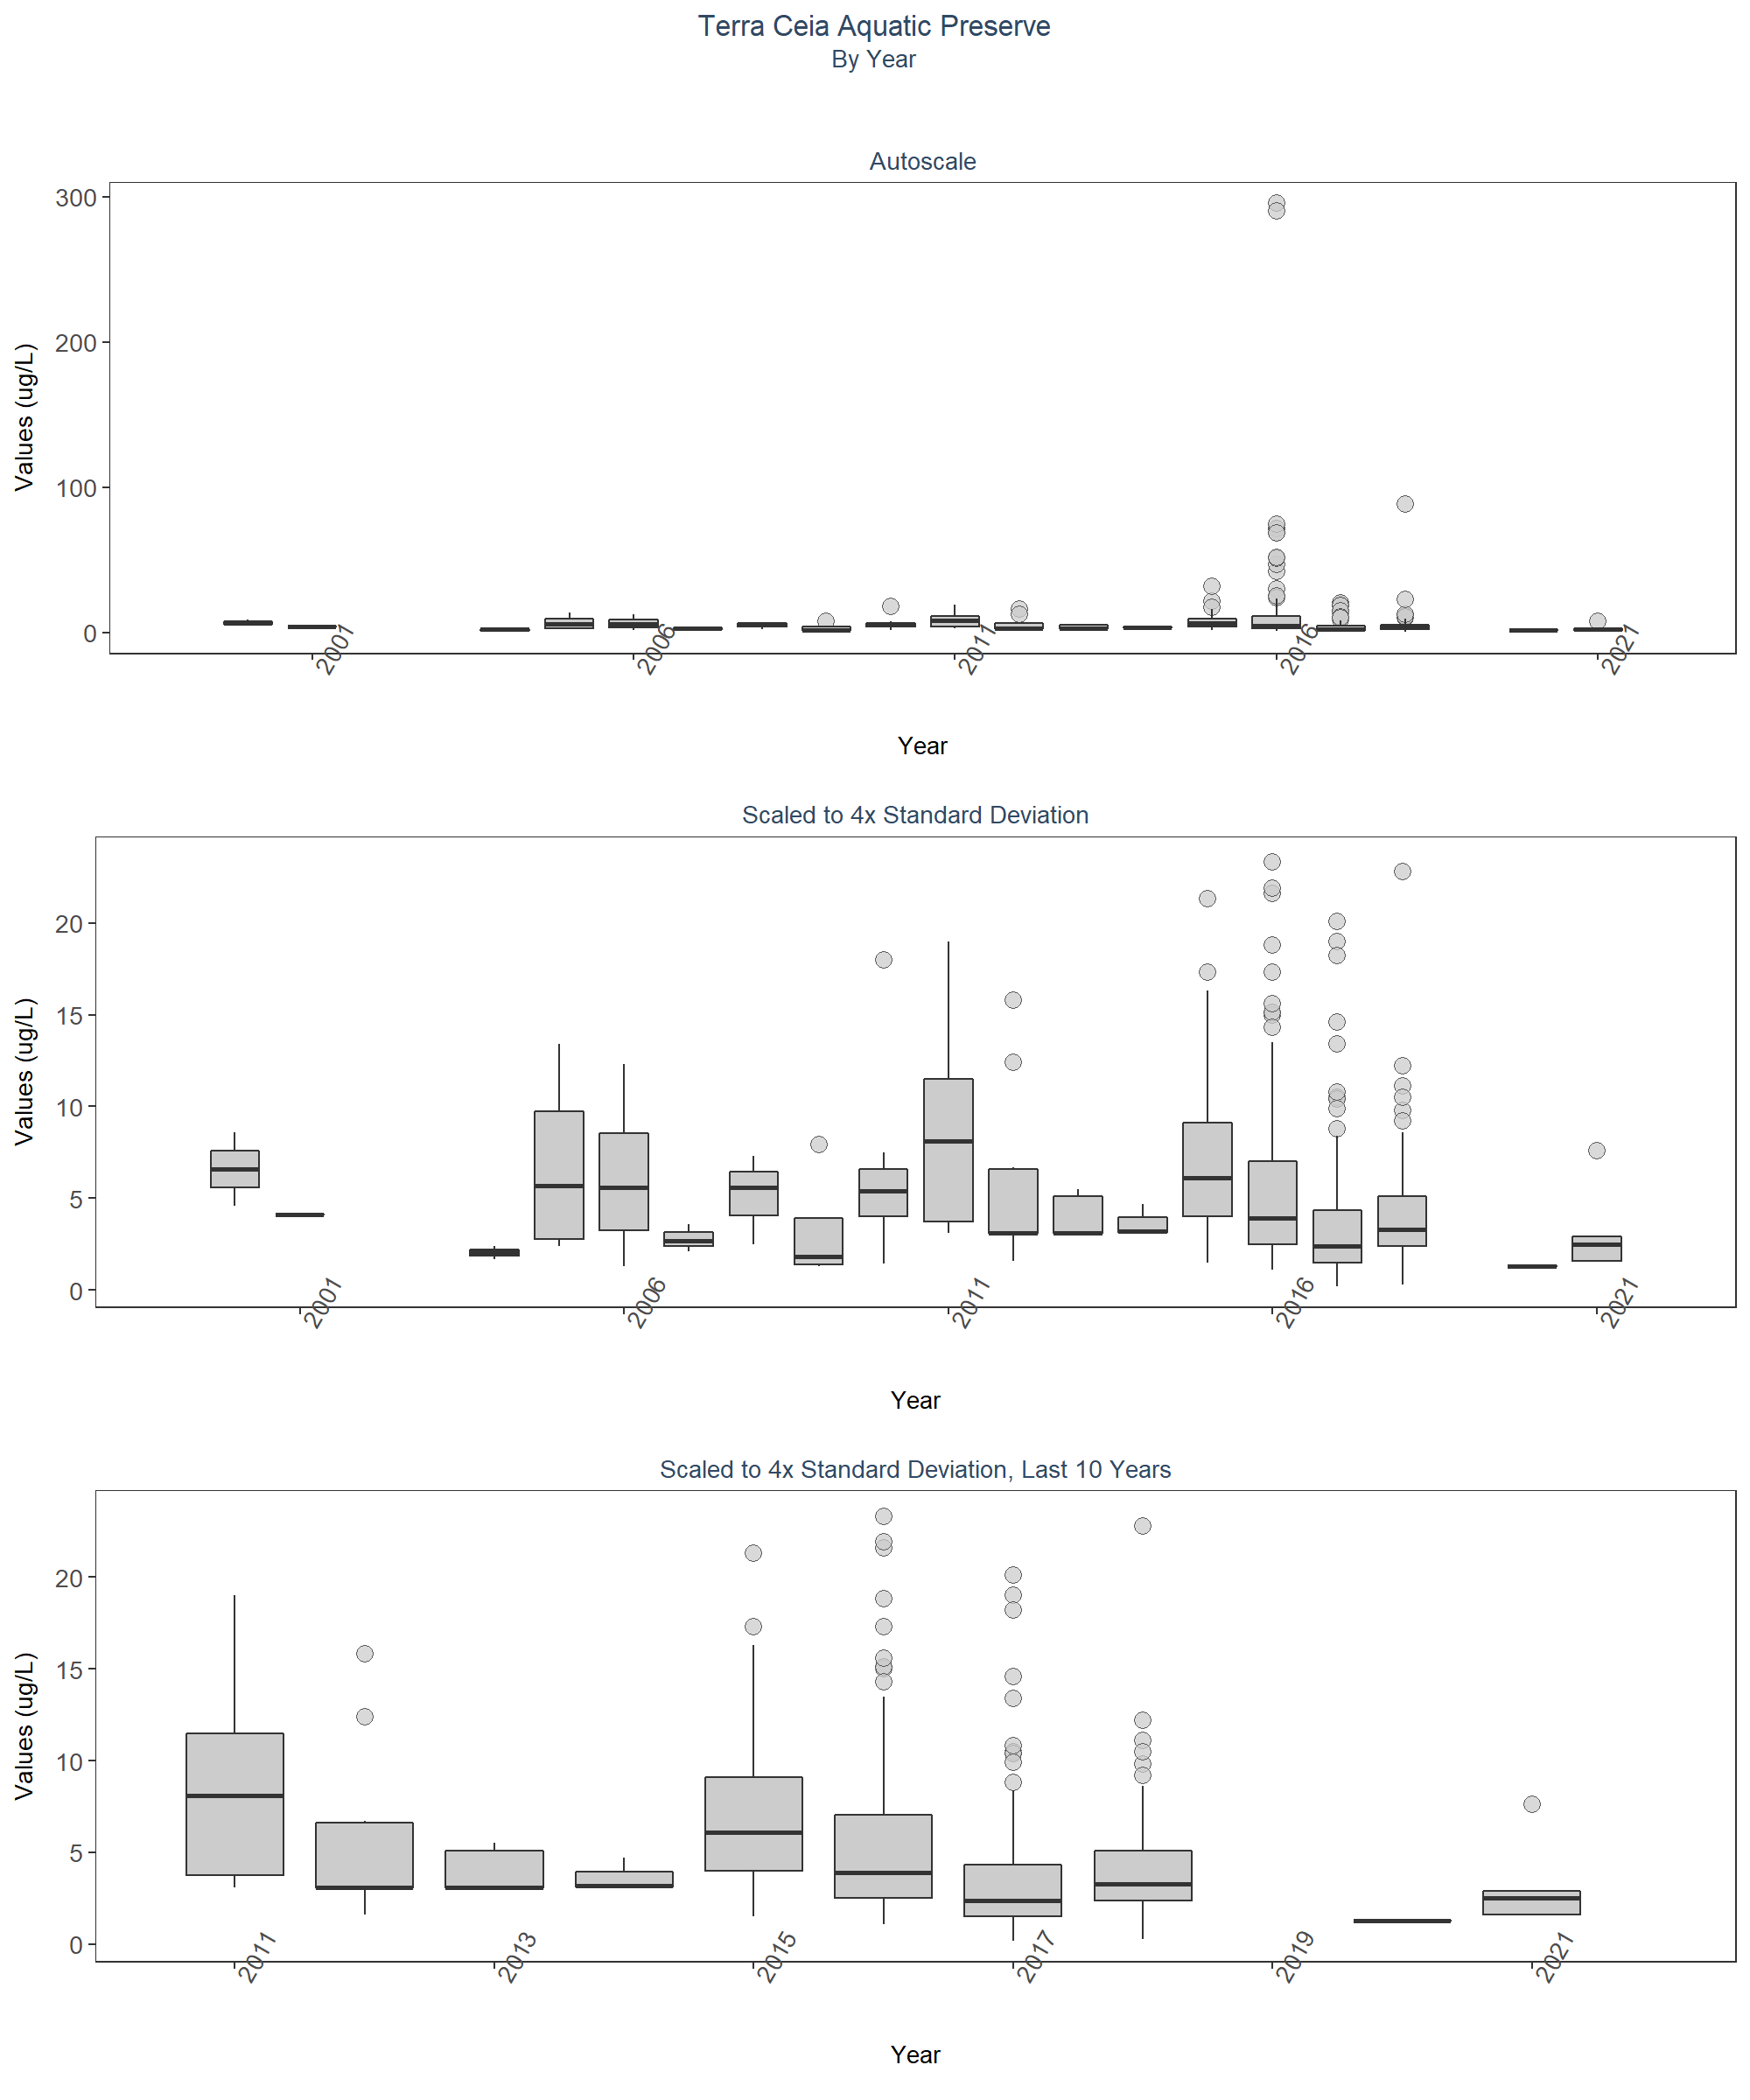 Terra Ceia Aquatic Preserve
By Year
Autoscale
Values (ug/L)
300
200
100
0
2001
2006
2011
2016
2021
Year
Scaled to 4x Standard Deviation
Values (ug/L)
20
15
10
5
0
2001
2006
2011
2016
2021
Year
Scaled to 4x Standard Deviation, Last 10 Years
Values (ug/L)
20
15
10
5
0
2011
2013
2015
2017
2019
2021
Year